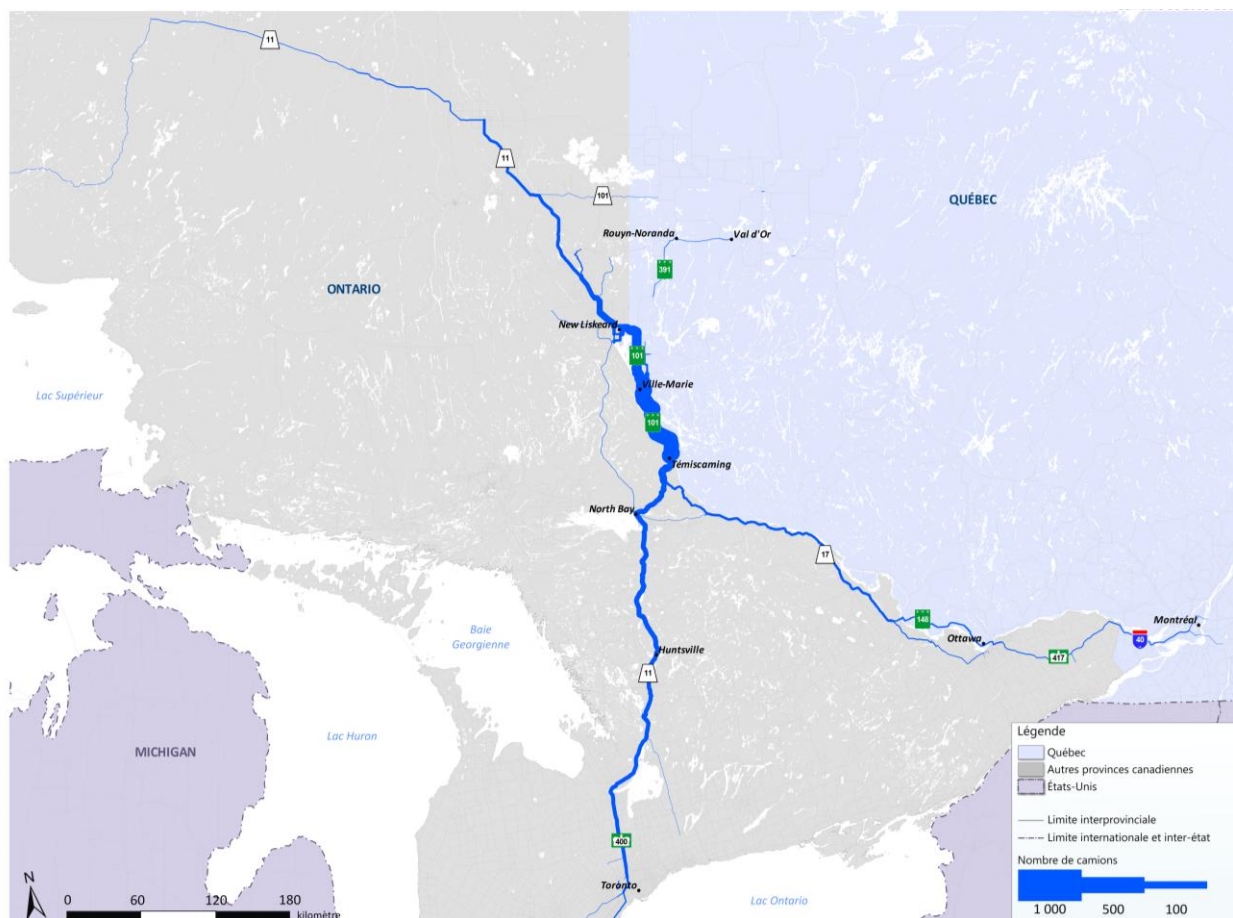 11
11
101
QUÉBEC
Rouyn-Noranda
Val d'Or
391
ONTARIO
New Liskeard
101
Ville-Marie
Lac Supérieur
101
Témiscaming
North Bay
17
148
Ottawa
Montréal
40
417
Baie
Georgienne
Huntsville
11
Lac Huron
MICHIGAN
400
Toronto
Lac Ontario
Légende
Québec
Autres provinces canadiennes
États-Unis
Limite interprovinciale
Limite internationale et inter-état
Nombre de camions
1 000 500 100
N
0 60 120 180
kilomètre